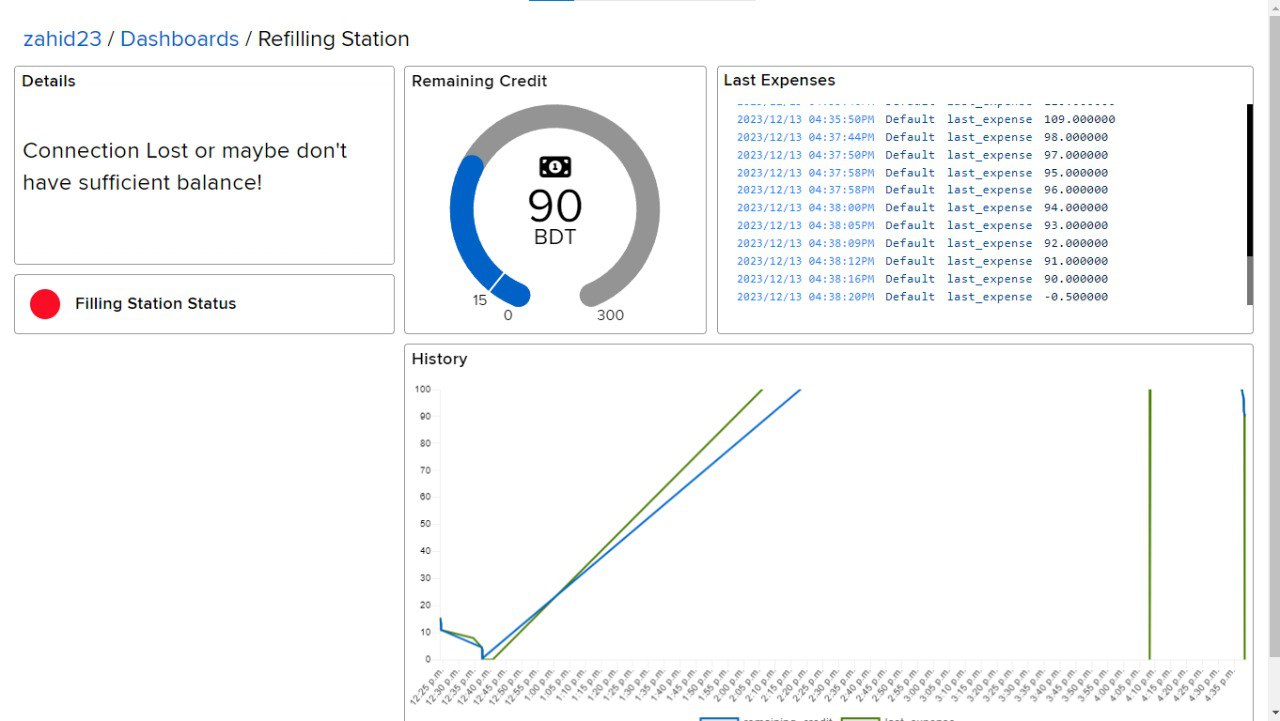 zahid23 / Dashboards / Refilling Station
Details
Connection Lost or maybe don't
have sufficient balance!
Filling Station Status
Remaining Credit
90
BDT
15
0
300
Last Expenses
2023/12/13 04:35:50PM Default last_expense 109.000000
2023/12/13 04:37:44PM Default last_expense 98.000000
2023/12/13 04:37:50PM Default last_expense 97.000000
2023/12/13 04:37:58PM Default last_expense 95.000000
2023/12/13 04:37:58PM Default last_expense 96.000000
2023/12/13 04:38:00PM Default last_expense 94.000000
2023/12/13 04:38:05PM Default last_expense 93.000000
2023/12/13 04:38:09PM Default last_expense 92.000000
2023/12/13 04:38:12PM Default last_expense 91.000000
2023/12/13 04:38:16PM Default last_expense 90.000000
2023/12/13 04:38:20PM Default last_expense -0.500000
History
100
90
80
70
60
50
40
30
20
10
0
12:25 p.m. 12:30 p.m. 12:35 p.m. 12:40 p.m. 12:45 p.m. 12:50 p.m. 12:55 p.m. 1:00 p.m. 1:05 p.m. 1:10 p.m. 1:15 p.m. 1:20 p.m. 1:25 p.m. 1:30 p.m. 1:35 p.m. 1:40 p.m. 1:45 p.m. 1:50 p.m. 1:55 p.m. 2:00 p.m. 2:05 p.m. 2:10 p.m. 2:15 p.m. 2:20 p.m. 2:25 p.m. 2:30 p.m. 2:35 p.m. 2:40 p.m. 2:45 p.m. 2:50 p.m. 2:55 p.m. 3:00 p.m. 3:05 p.m. 3:10 p.m. 3:15 p.m. 3:20 p.m. 3:25 p.m. 3:30 p.m. 3:35 p.m. 3:40 p.m. 3:45 p.m. 3:50 p.m. 3:55 p.m. 4:00 p.m. 4:05 p.m. 4:10 p.m. 4:15 p.m. 4:20 p.m. 4:25 p.m. 4:30 p.m. 4:35 p.m.
remaining_credit last_expense